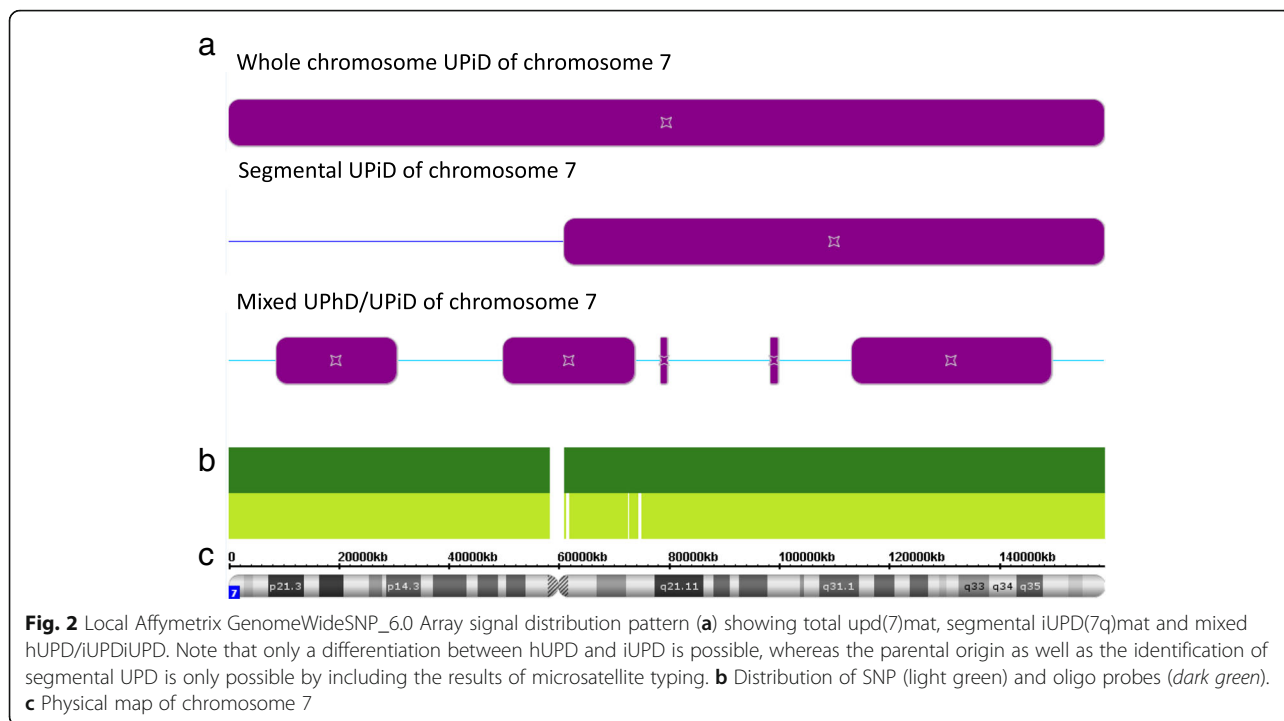 a
Whole chromosome UPiD of chromosome 7
Segmental UPiD of chromosome 7
Mixed UPhD/UPiD of chromosome 7
b
c
0 20000kb 40000kb 60000kb 80000kb 100000kb 120000kb 140000kb
7 p21.3 p14.3 q21.11 q31.1 q33 q34 q35
Fig. 2 Local Affymetrix GenomeWideSNP_6.0 Array signal distribution pattern (a) showing total upd(7)mat, segmental iUPD(7q)mat and mixed
hUPD/iUPDiUPD. Note that only a differentiation between hUPD and iUPD is possible, whereas the parental origin as well as the identification of
segmental UPD is only possible by including the results of microsatellite typing. b Distribution of SNP (light green) and oligo probes (dark green).
c Physical map of chromosome 7